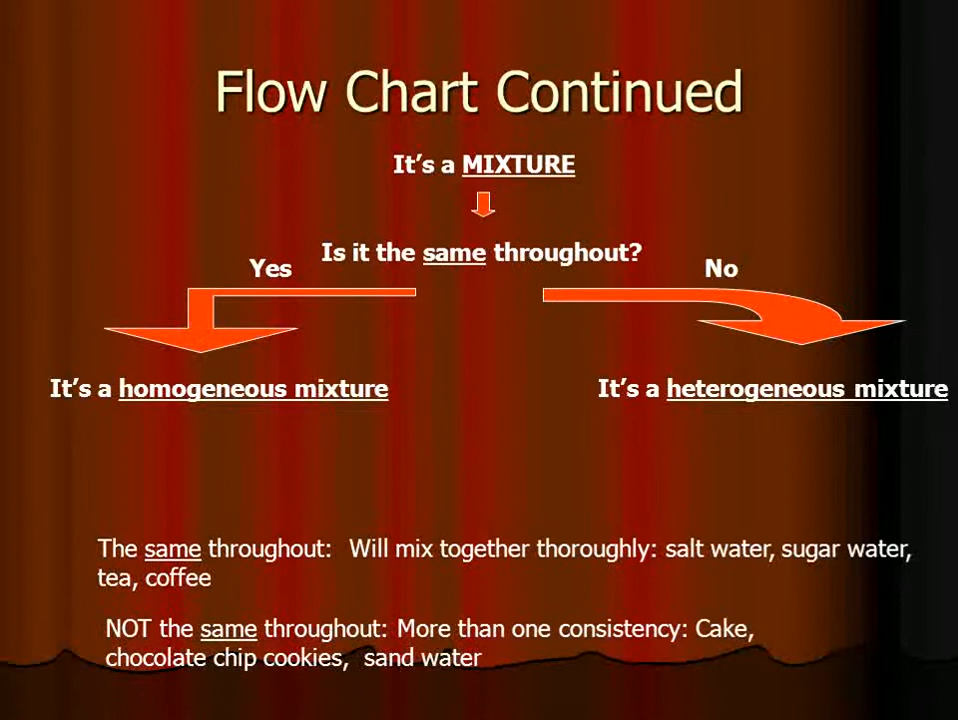 Flow Chart Continued
It’s a MIXTURE
Is it the same throughout?
Yes
No
It’s a homogeneous mixture
It’s a heterogeneous mixture
The same throughout:  Will mix together thoroughly: salt water, sugar water,
tea, coffee
NOT the same throughout: More than one consistency: Cake,
chocolate chip cookies,  sand water